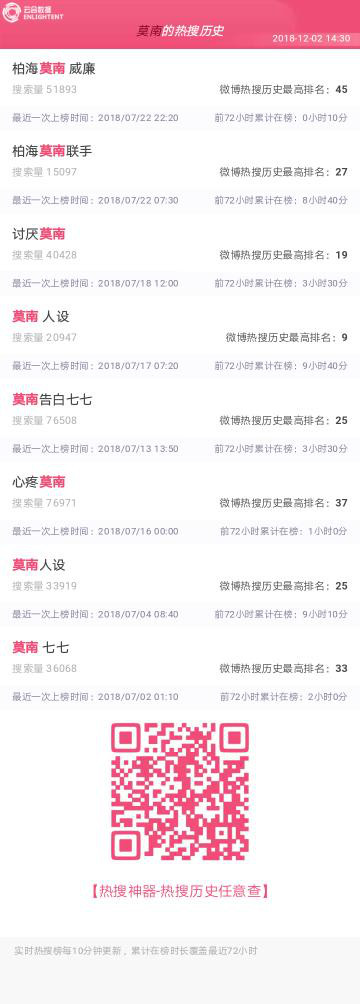 云合数据
ENLIGHTENT
莫南的热搜历史
2018-12-02 14:30
柏海莫南 威廉
搜索量 51893 微博热搜历史最高排名：45
最近一次上榜时间：2018/07/22 22:20 前72小时累计在榜：0小时10分
柏海莫南联手
搜索量 15097 微博热搜历史最高排名：27
最近一次上榜时间：2018/07/22 07:30 前72小时累计在榜：8小时40分
讨厌莫南
搜索量 40428 微博热搜历史最高排名：19
最近一次上榜时间：2018/07/18 12:00 前72小时累计在榜：3小时30分
莫南 人设
搜索量 20947 微博热搜历史最高排名：9
最近一次上榜时间：2018/07/17 07:20 前72小时累计在榜：9小时40分
莫南告白七七
搜索量 76508 微博热搜历史最高排名：25
最近一次上榜时间：2018/07/13 13:50 前72小时累计在榜：3小时30分
心疼莫南
搜索量 76971 微博热搜历史最高排名：37
最近一次上榜时间：2018/07/16 00:00 前72小时累计在榜：1小时0分
莫南人设
搜索量 33919 微博热搜历史最高排名：25
最近一次上榜时间：2018/07/04 08:40 前72小时累计在榜：9小时10分
莫南 七七
搜索量 36068 微博热搜历史最高排名：33
最近一次上榜时间：2018/07/02 01:10 前72小时累计在榜：2小时0分
【热搜神器-热搜历史任意查】
实时热搜榜每10分钟更新，累计在榜时长覆盖最近72小时